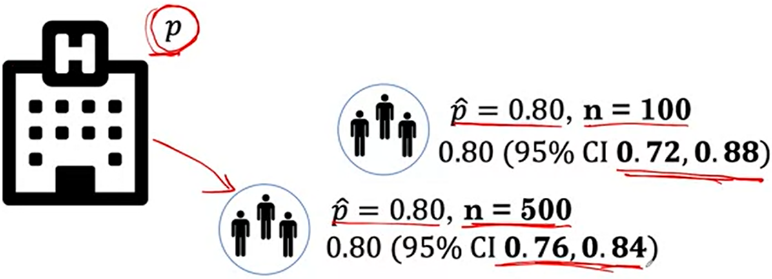 H
p
p̂ = 0.80, n = 100
0.80 (95% CI 0.72, 0.88)
p̂ = 0.80, n = 500
0.80 (95% CI 0.76, 0.84)